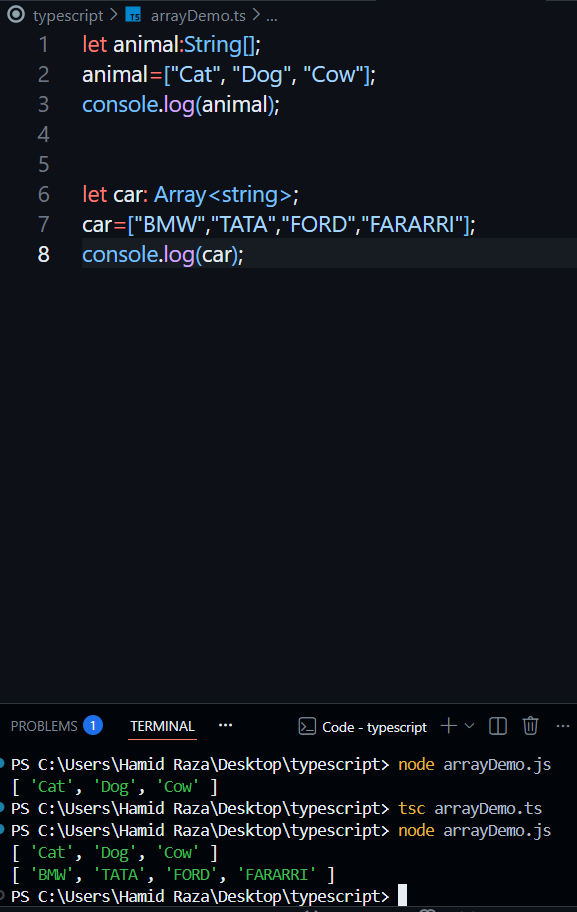 typescript > TS arrayDemo.ts > ...
1 let animal:String[];
2 animal=["Cat", "Dog", "Cow"];
3 console.log(animal);
4
5
6 let car: Array<string>;
7 car=["BMW","TATA","FORD","FARARRI"];
8 console.log(car);
PROBLEMS 1 TERMINAL ··· Code - typescript ···
PS C:\Users\Hamid Raza\Desktop\typescript> node arrayDemo.js
[ 'Cat', 'Dog', 'Cow' ]
PS C:\Users\Hamid Raza\Desktop\typescript> tsc arrayDemo.ts
PS C:\Users\Hamid Raza\Desktop\typescript> node arrayDemo.js
[ 'Cat', 'Dog', 'Cow' ]
[ 'BMW', 'TATA', 'FORD', 'FARARRI' ]
PS C:\Users\Hamid Raza\Desktop\typescript>